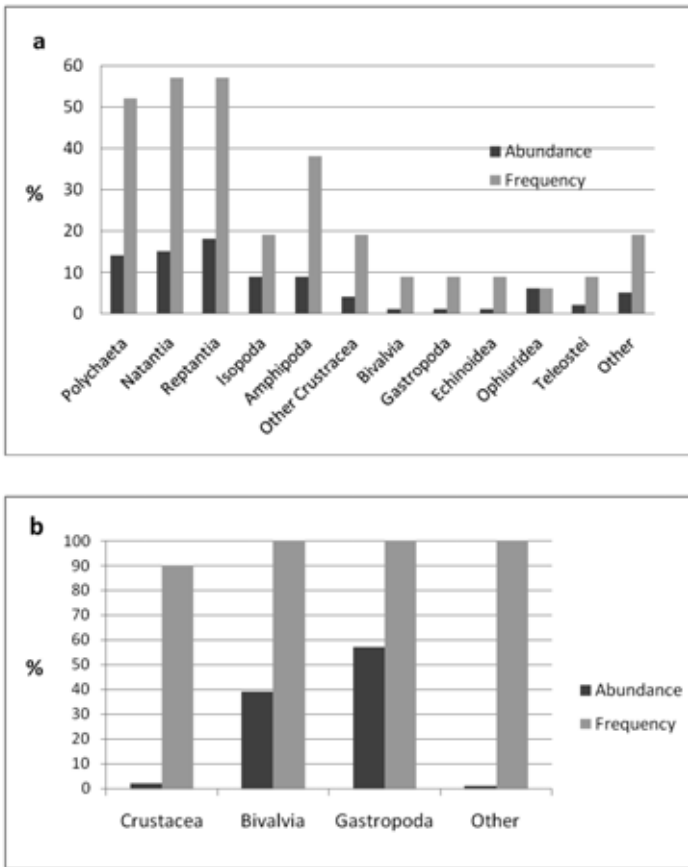 a
60
50
40
30
20
10
0
%
Abundance
Frequency
Polychaeta
Natantia
Reptantia
Isopoda
Amphipoda
Other Crustracea
Bivalvia
Gastropoda
Echinoidea
Ophiuridea
Teleostei
Other
b
100
90
80
70
60
50
40
30
20
10
0
%
Abundance
Frequency
Crustacea Bivalvia Gastropoda Other